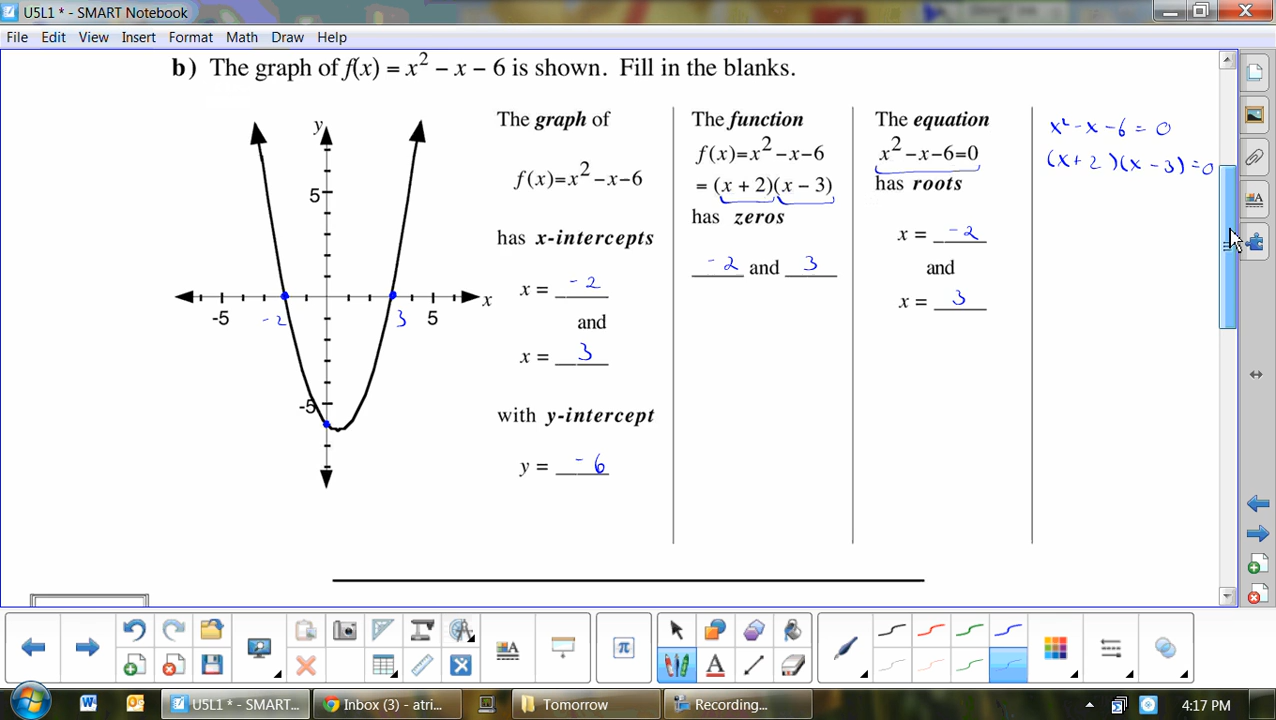 U5L1 * - SMART Notebook
File Edit View Insert Format Math Draw Help
b) The graph of f(x) = x² − x − 6 is shown. Fill in the blanks.
y
5
-5
-2
3
5
x
-5
The graph of
f(x)=x²−x−6
has x-intercepts
x = -2
and
x = 3
with y-intercept
y = -6
The function
f(x)=x²−x−6
= (x + 2)(x − 3)
has zeros
-2 and 3
The equation
x²−x−6=0
has roots
x = -2
and
x = 3
x²-x-6=0
(x+2)(x-3)=0
π
A
U5L1 * - SMART...
Inbox (3) - atri...
Tomorrow
Recording...
4:17 PM